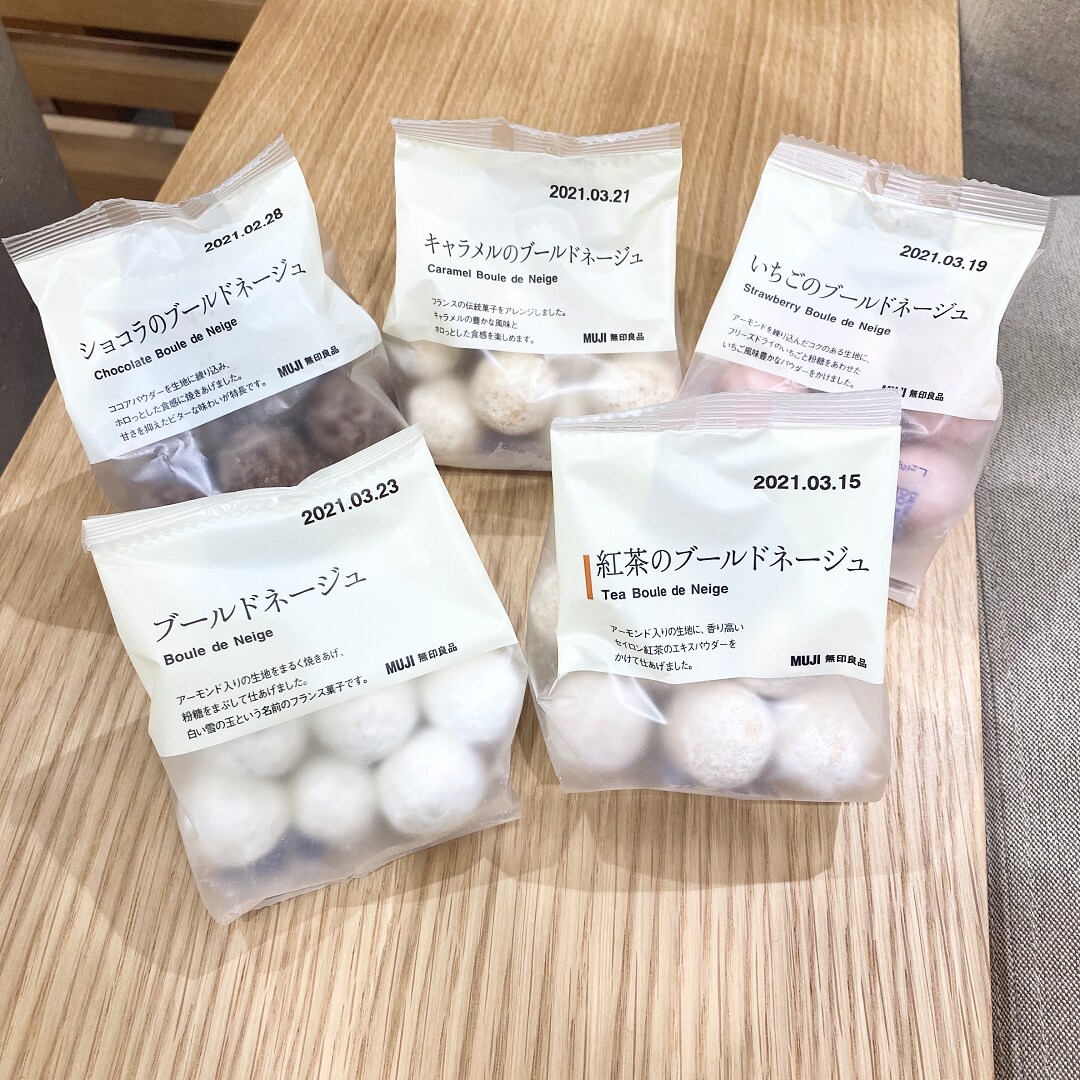 2021.02.28
ショコラのブールドネージュ
Chocolate Boule de Neige
ココアパウダーを生地に練り込み、
ホロっとした食感に焼きあげました。
甘さを抑えたビターな味わいが特長です。
MUJI 無印良品
2021.03.21
キャラメルのブールドネージュ
Caramel Boule de Neige
フランスの伝統菓子をアレンジしました。
キャラメルの豊かな風味と
ホロっとした食感を楽しめます。
MUJI 無印良品
2021.03.19
いちごのブールドネージュ
Strawberry Boule de Neige
アーモンドを練り込んだコクのある生地に、
フリーズドライのいちごと粉糖をあわせた
いちご風味豊かなパウダーをかけました。
MUJI 無印良品
2021.03.23
ブールドネージュ
Boule de Neige
アーモンド入りの生地をまるく焼きあげ、
粉糖をまぶして仕あげました。
白い雪の玉という名前のフランス菓子です。
MUJI 無印良品
2021.03.15
紅茶のブールドネージュ
Tea Boule de Neige
アーモンド入りの生地に、香り高い
セイロン紅茶のエキスパウダーを
かけて仕あげました。
MUJI 無印良品